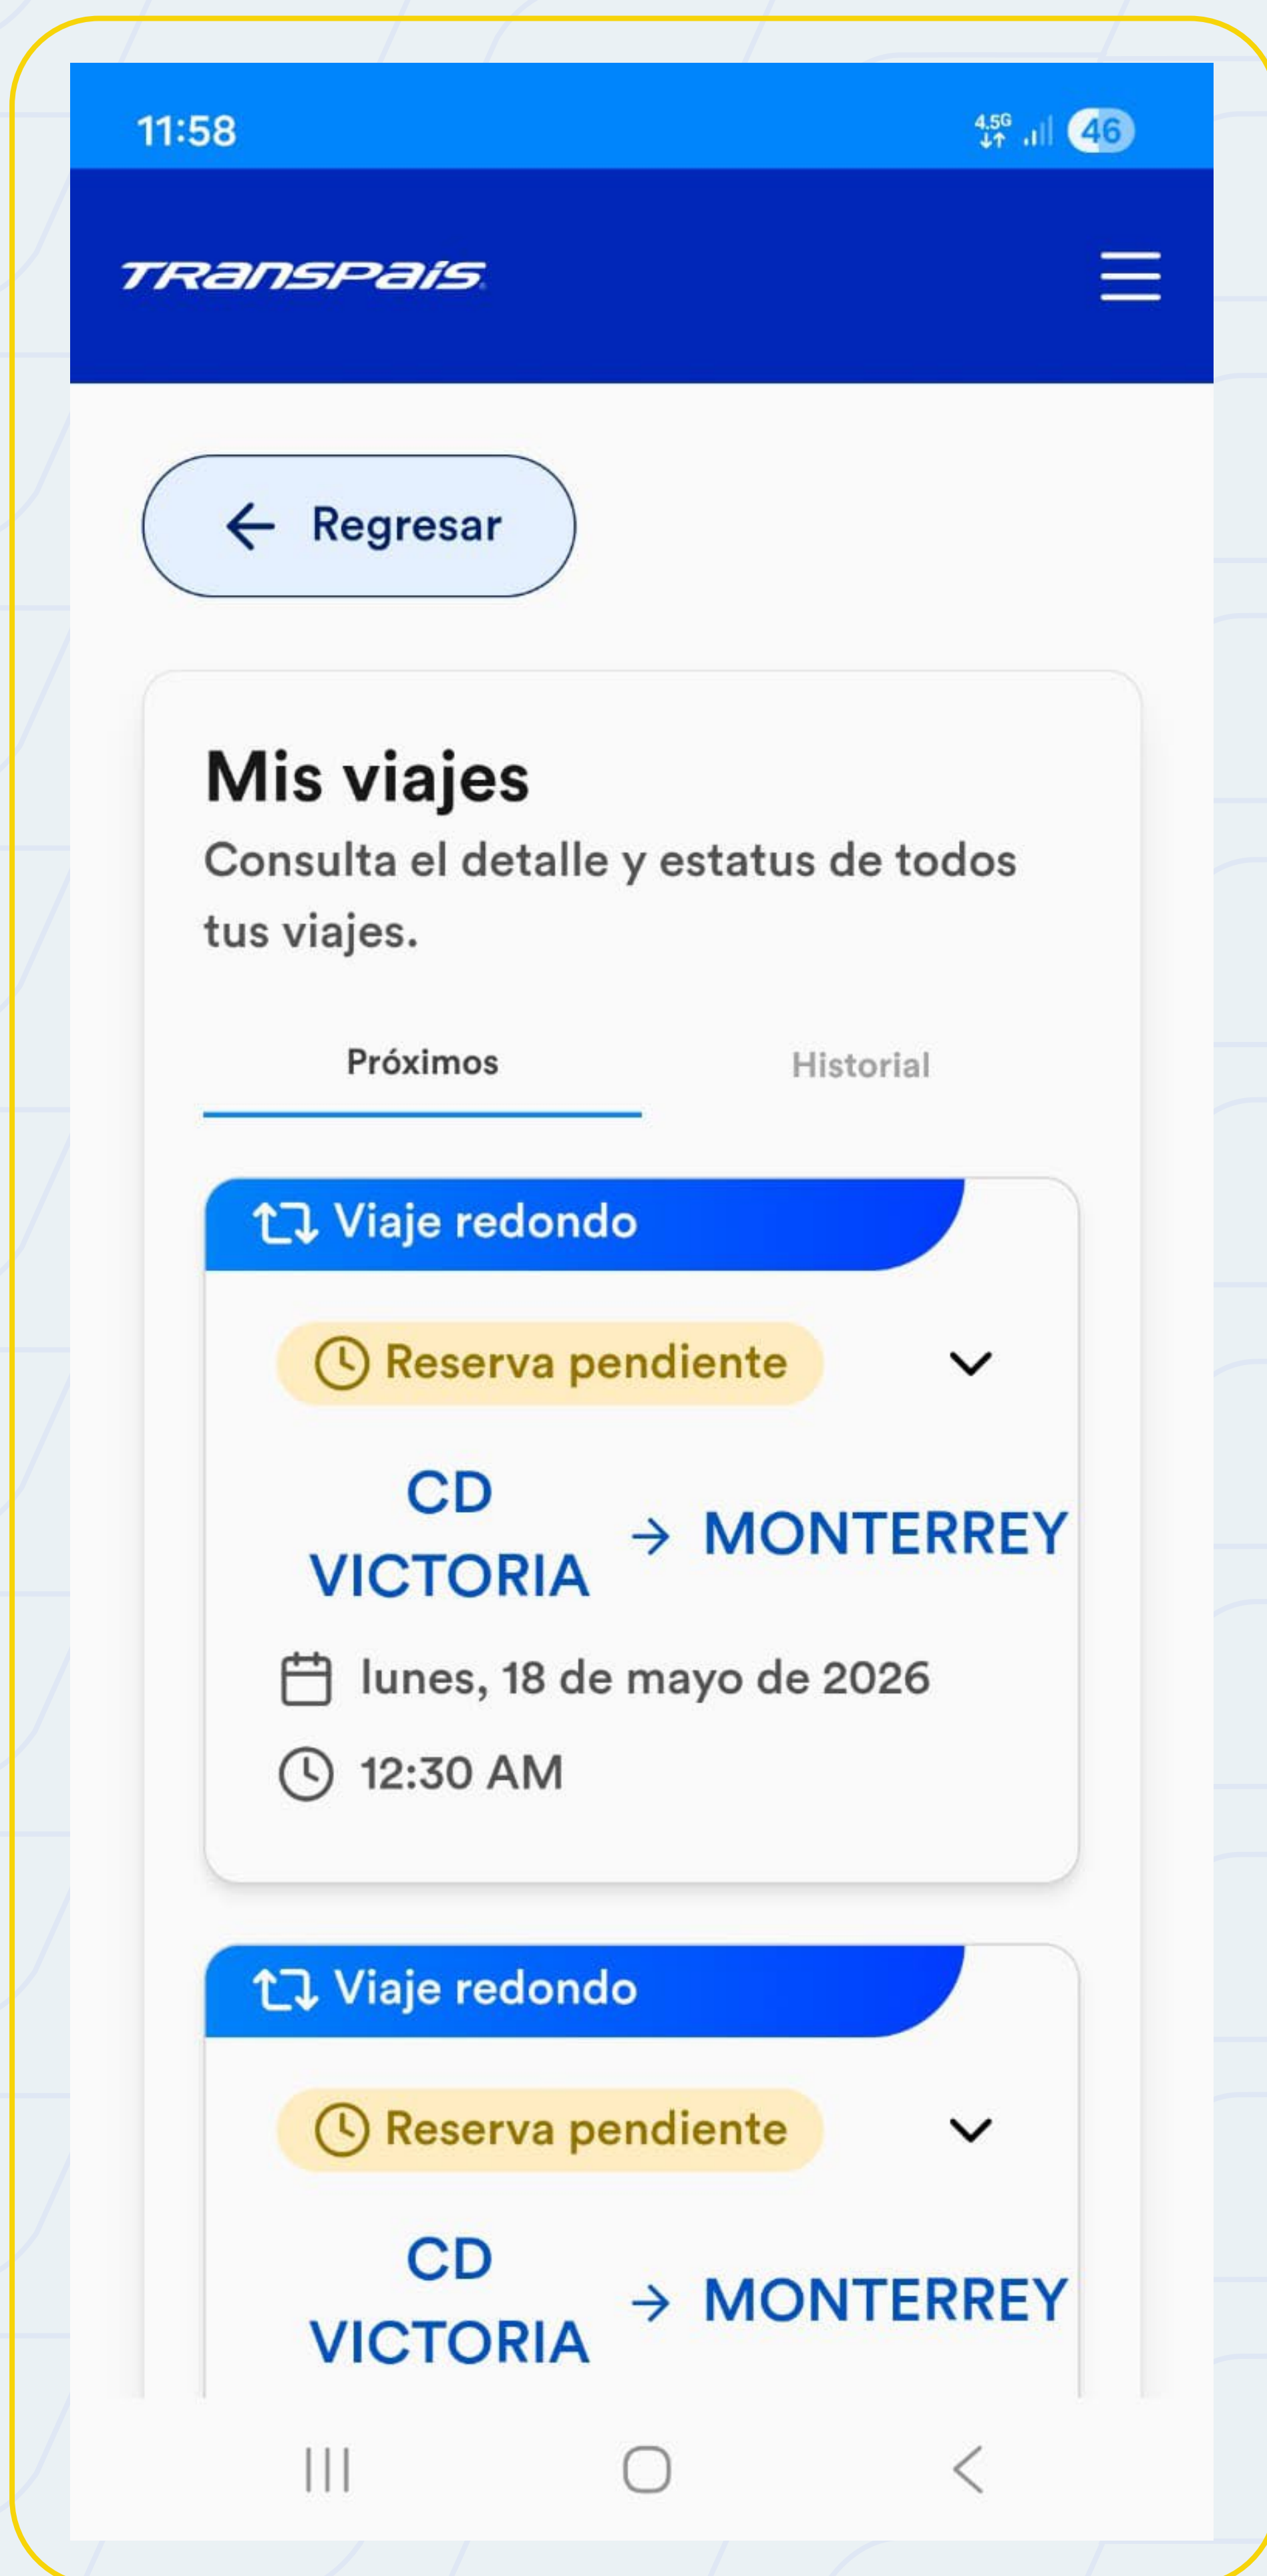 11:58
4.5G 46
TRANSPAIS
Regresar
Mis viajes
Consulta el detalle y estatus de todos
tus viajes.
Próximos Historial
Viaje redondo
Reserva pendiente
CD
VICTORIA → MONTERREY
lunes, 18 de mayo de 2026
12:30 AM
Viaje redondo
Reserva pendiente
CD
VICTORIA → MONTERREY